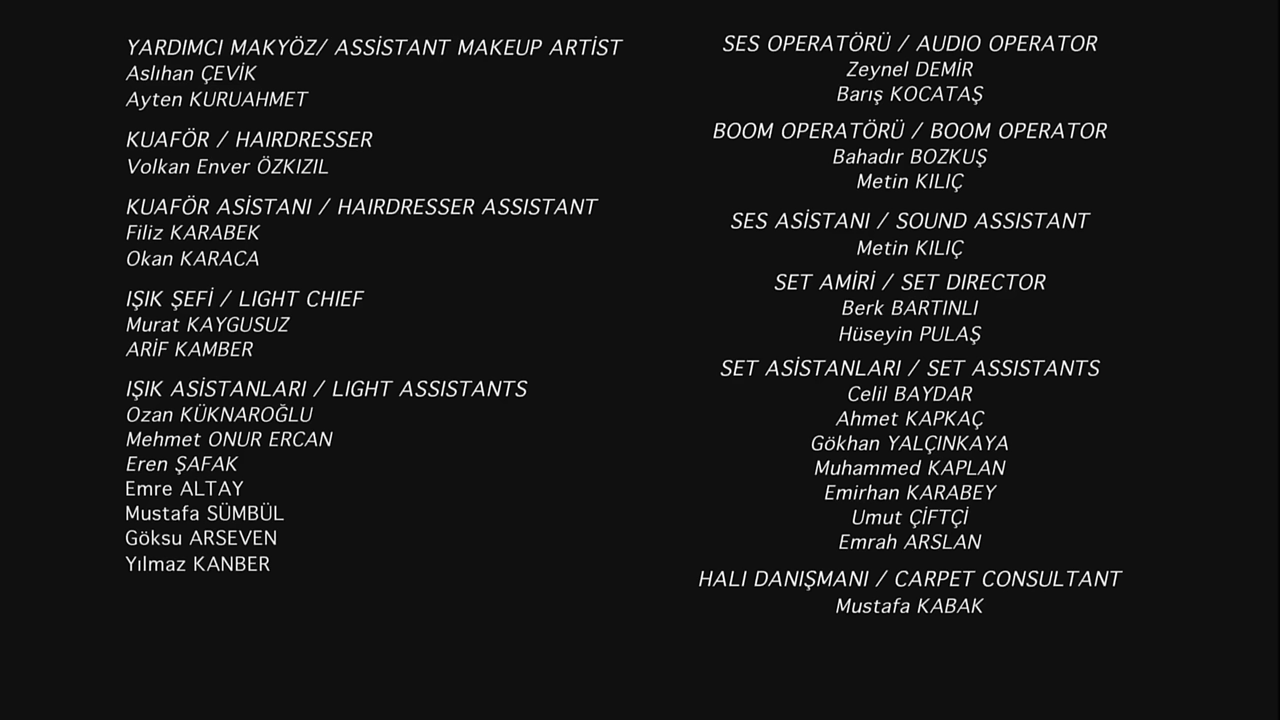 YARDIMCI MAKYÖZ/ ASSİSTANT MAKEUP ARTİST
Aslıhan ÇEVİK
Ayten KURUAHMET
KUAFÖR / HAIRDRESSER
Volkan Enver ÖZKIZIL
KUAFÖR ASİSTANI / HAIRDRESSER ASSISTANT
Filiz KARABEK
Okan KARACA
IŞIK ŞEFİ / LIGHT CHIEF
Murat KAYGUSUZ
ARİF KAMBER
IŞIK ASİSTANLARI / LIGHT ASSISTANTS
Ozan KÜKNAROĞLU
Mehmet ONUR ERCAN
Eren ŞAFAK
Emre ALTAY
Mustafa SÜMBÜL
Göksu ARSEVEN
Yılmaz KANBER
SES OPERATÖRÜ / AUDIO OPERATOR
Zeynel DEMİR
Barış KOCATAŞ
BOOM OPERATÖRÜ / BOOM OPERATOR
Bahadır BOZKUŞ
Metin KILIÇ
SES ASİSTANI / SOUND ASSISTANT
Metin KILIÇ
SET AMİRİ / SET DIRECTOR
Berk BARTINLI
Hüseyin PULAŞ
SET ASİSTANLARI / SET ASSISTANTS
Celil BAYDAR
Ahmet KAPKAÇ
Gökhan YALÇINKAYA
Muhammed KAPLAN
Emirhan KARABEY
Umut ÇİFTÇİ
Emrah ARSLAN
HALI DANIŞMANI / CARPET CONSULTANT
Mustafa KABAK